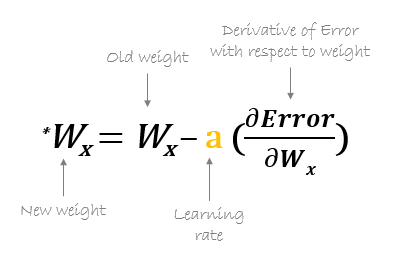 Derivative of Error
with respect to weight
Old weight
*Wₓ = Wₓ – a (∂Error/∂Wₓ)
New weight
Learning
rate